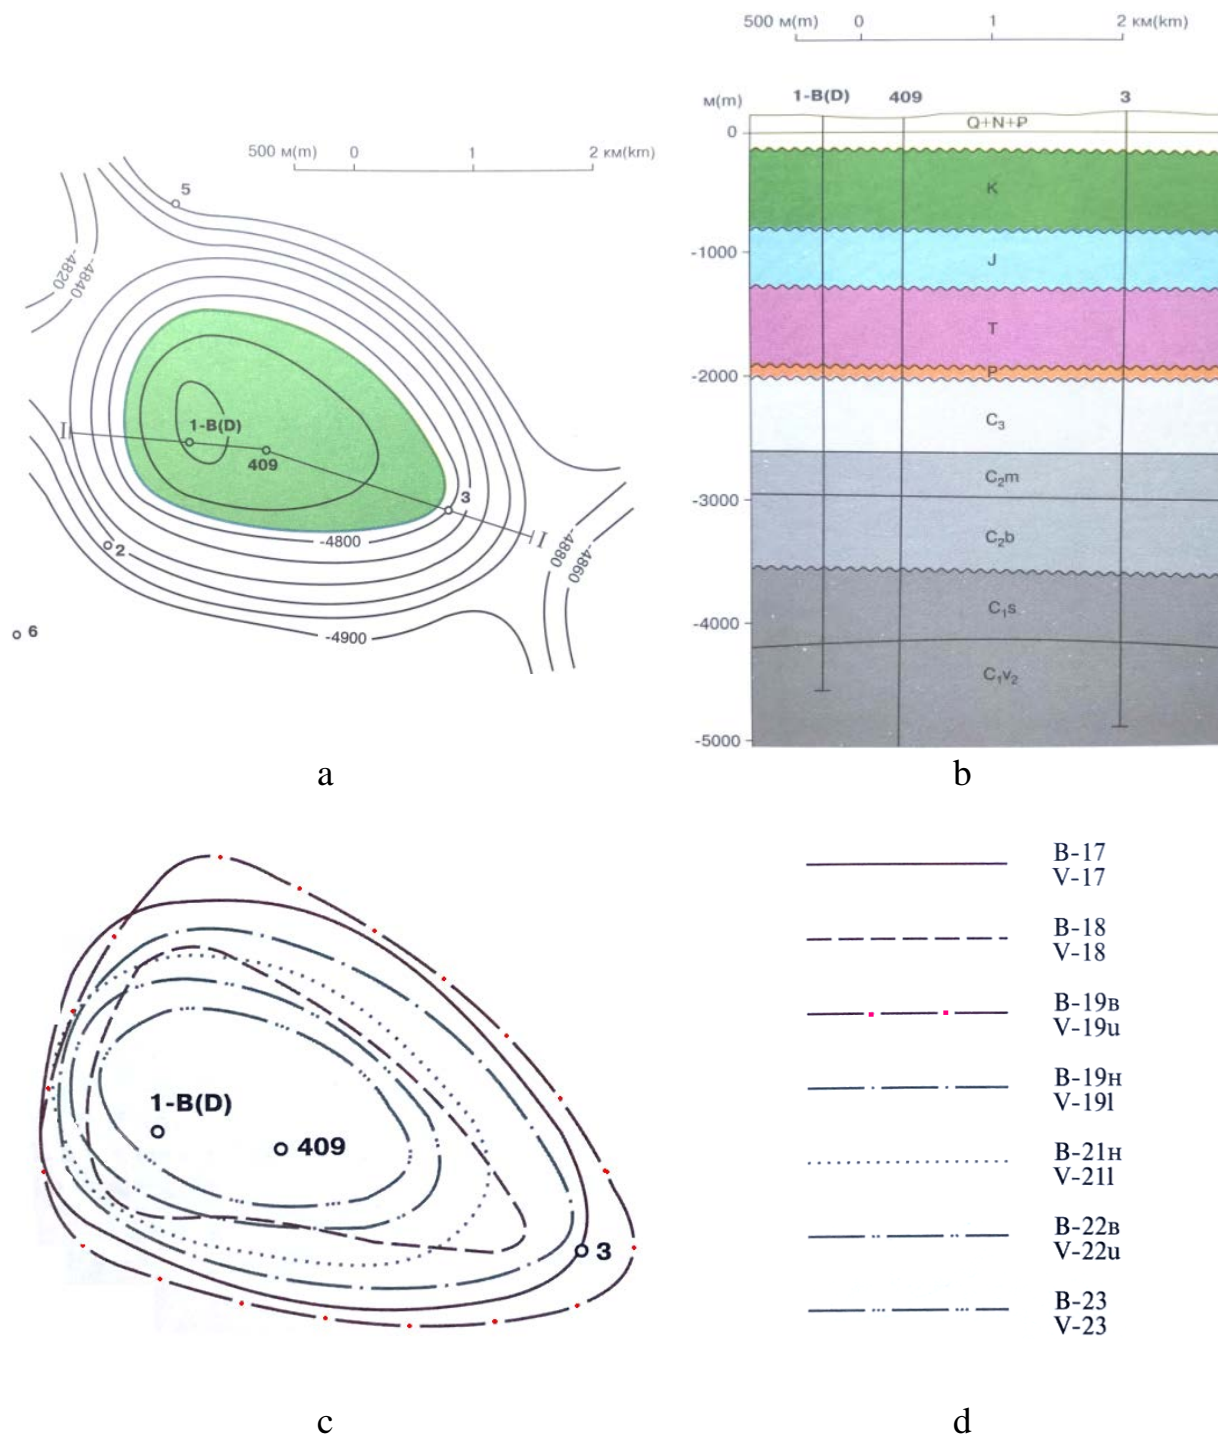 500 м(m) 0 1 2 км(km)
5
-4820
-4840
1-В(D)
409
3
II
I
-4800
2
-4880
-4860
6
-4900
a
500 м(m) 0 1 2 км(km)
м(m) 1-В(D) 409 3
Q+N+₽
0
K
-1000
J
T
P
-2000
C₃
C₂m
-3000
C₂b
C₁s
-4000
C₁v₂
-5000
b
1-В(D)
409
3
c
В-17
V-17
В-18
V-18
В-19в
V-19u
В-19н
V-19l
В-21н
V-21l
В-22в
V-22u
В-23
V-23
d